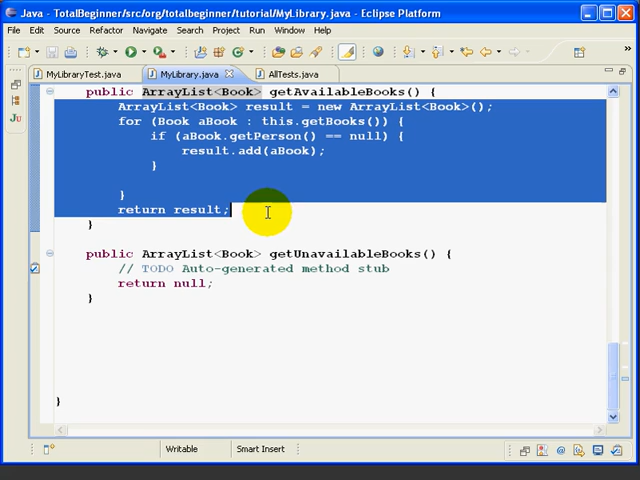 Java - TotalBeginner/src/org/totalbeginner/tutorial/MyLibrary.java - Eclipse Platform
File Edit Source Refactor Navigate Search Project Run Window Help
MyLibraryTest.java MyLibrary.java AllTests.java
public ArrayList<Book> getAvailableBooks() {
ArrayList<Book> result = new ArrayList<Book>();
for (Book aBook : this.getBooks()) {
if (aBook.getPerson() == null) {
result.add(aBook);
}
}
return result;
}
public ArrayList<Book> getUnavailableBooks() {
// TODO Auto-generated method stub
return null;
}
}
Writable Smart Insert